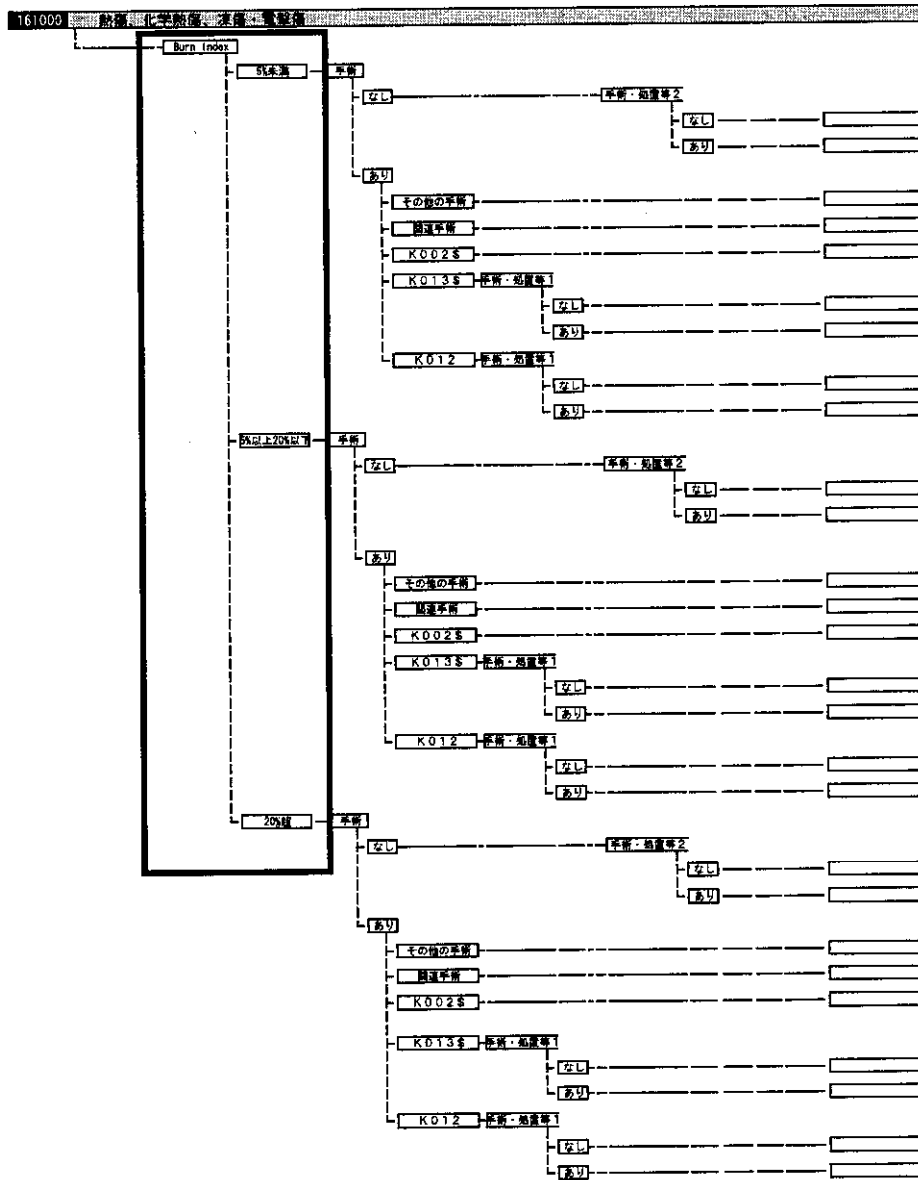 161000 熱傷、化学熱傷、凍傷・電撃傷
Burn Index
5%未満 手術
なし 手術・処置等2
なし
あり
あり
その他の手術
関連手術
K002$
K013$ 手術・処置等1
なし
あり
K012 手術・処置等1
なし
あり
5%以上20%以下 手術
なし 手術・処置等2
なし
あり
あり
その他の手術
関連手術
K002$
K013$ 手術・処置等1
なし
あり
K012 手術・処置等1
なし
あり
20%超 手術
なし 手術・処置等2
なし
あり
あり
その他の手術
関連手術
K002$
K013$ 手術・処置等1
なし
あり
K012 手術・処置等1
なし
あり